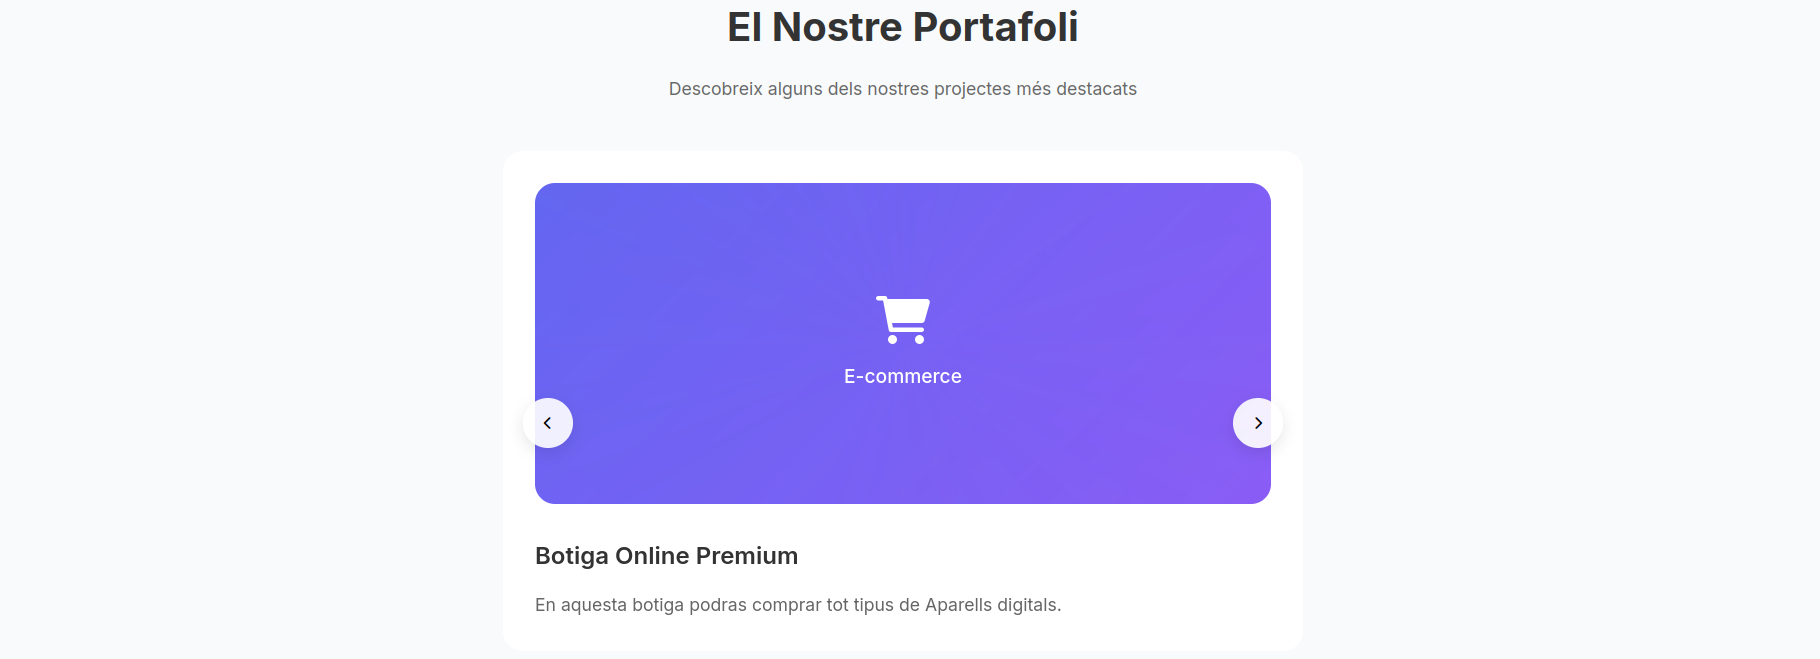 El Nostre Portafoli
Descobreix alguns dels nostres projectes més destacats
E-commerce
Botiga Online Premium
En aquesta botiga podras comprar tot tipus de Aparells digitals.